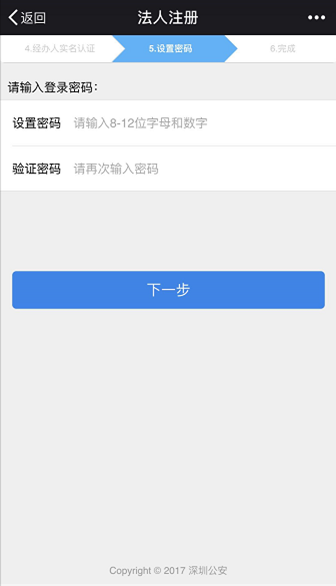 返回
法人注册
4.经办人实名认证
5.设置密码
6.完成
请输入登录密码：
设置密码 请输入8-12位字母和数字
验证密码 请再次输入密码
下一步
Copyright © 2017 深圳公安